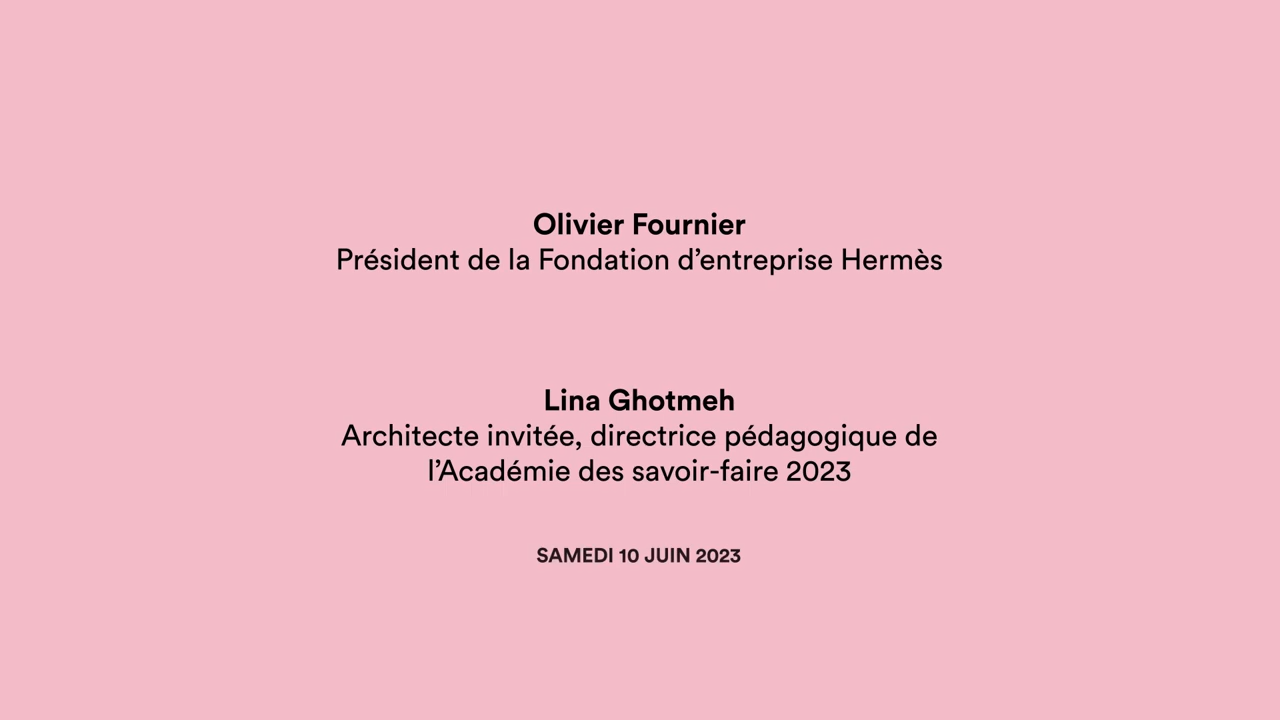 Olivier Fournier
Président de la Fondation d’entreprise Hermès
Lina Ghotmeh
Architecte invitée, directrice pédagogique de
l’Académie des savoir-faire 2023
SAMEDI 10 JUIN 2023